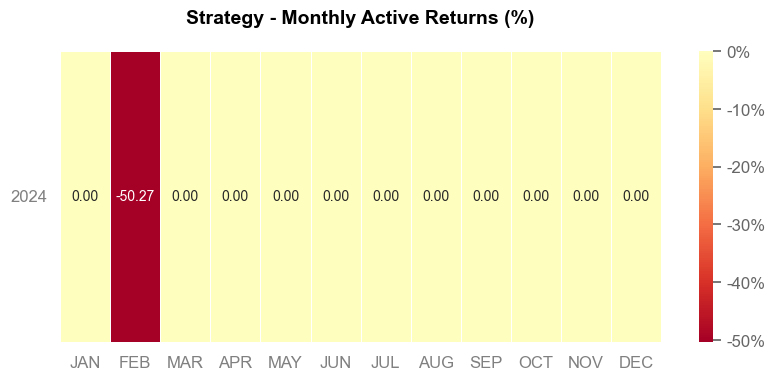 Strategy - Monthly Active Returns (%)
0%
-10%
-20%
-30%
-40%
-50%
2024 0.00 -50.27 0.00 0.00 0.00 0.00 0.00 0.00 0.00 0.00 0.00 0.00
JAN FEB MAR APR MAY JUN JUL AUG SEP OCT NOV DEC